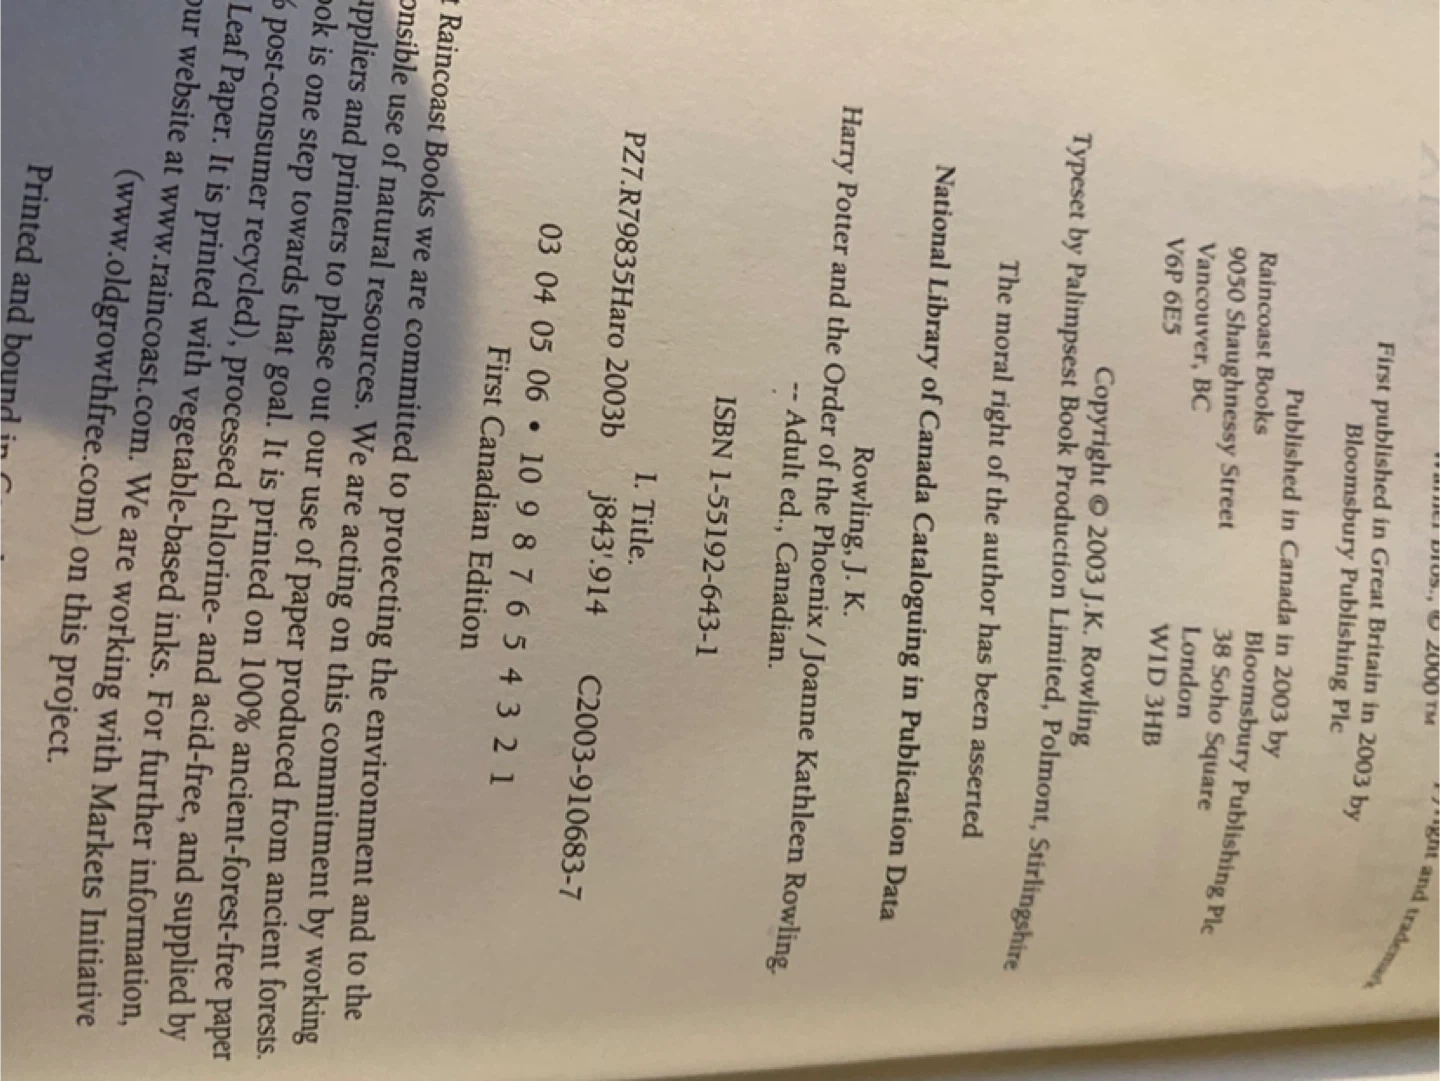 Bros., © 2000 ™
and trademark
First published in Great Britain in 2003 by
Bloomsbury Publishing Plc
Published in Canada in 2003 by
Raincoast Books Bloomsbury Publishing Plc
9050 Shaughnessy Street 38 Soho Square
Vancouver, BC London
V6P 6E5 W1D 3HB
Copyright © 2003 J.K. Rowling
Typeset by Palimpsest Book Production Limited, Polmont, Stirlingshire
The moral right of the author has been asserted
National Library of Canada Cataloguing in Publication Data
Rowling, J. K.
Harry Potter and the Order of the Phoenix / Joanne Kathleen Rowling.
-- Adult ed., Canadian.
ISBN 1-55192-643-1
I. Title.
PZ7.R79835Haro 2003b j843'.914 C2003-910683-7
03 04 05 06 • 10 9 8 7 6 5 4 3 2 1
First Canadian Edition
Raincoast Books we are committed to protecting the environment and to the
use of natural resources. We are acting on this commitment by working
and printers to phase out our use of paper produced from ancient forests.
is one step towards that goal. It is printed on 100% ancient-forest-free paper
post-consumer recycled), processed chlorine- and acid-free, and supplied by
Leaf Paper. It is printed with vegetable-based inks. For further information,
our website at www.raincoast.com. We are working with Markets Initiative
(www.oldgrowthfree.com) on this project.
Printed and bound in